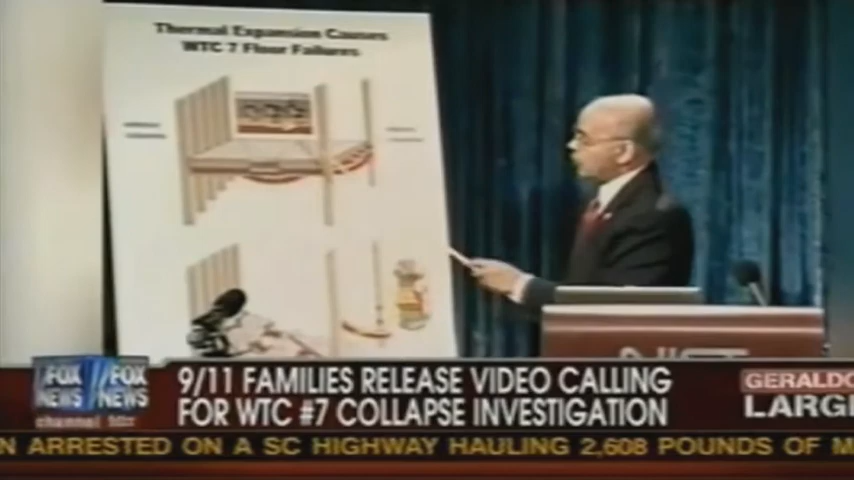 Thermal Expansion Causes
WTC 7 Floor Failures
NIST
FOX NEWS channel
FOX NEWS
9/11 FAMILIES RELEASE VIDEO CALLING
FOR WTC #7 COLLAPSE INVESTIGATION
GERALDO
LARG
N ARRESTED ON A SC HIGHWAY HAULING 2,608 POUNDS OF M